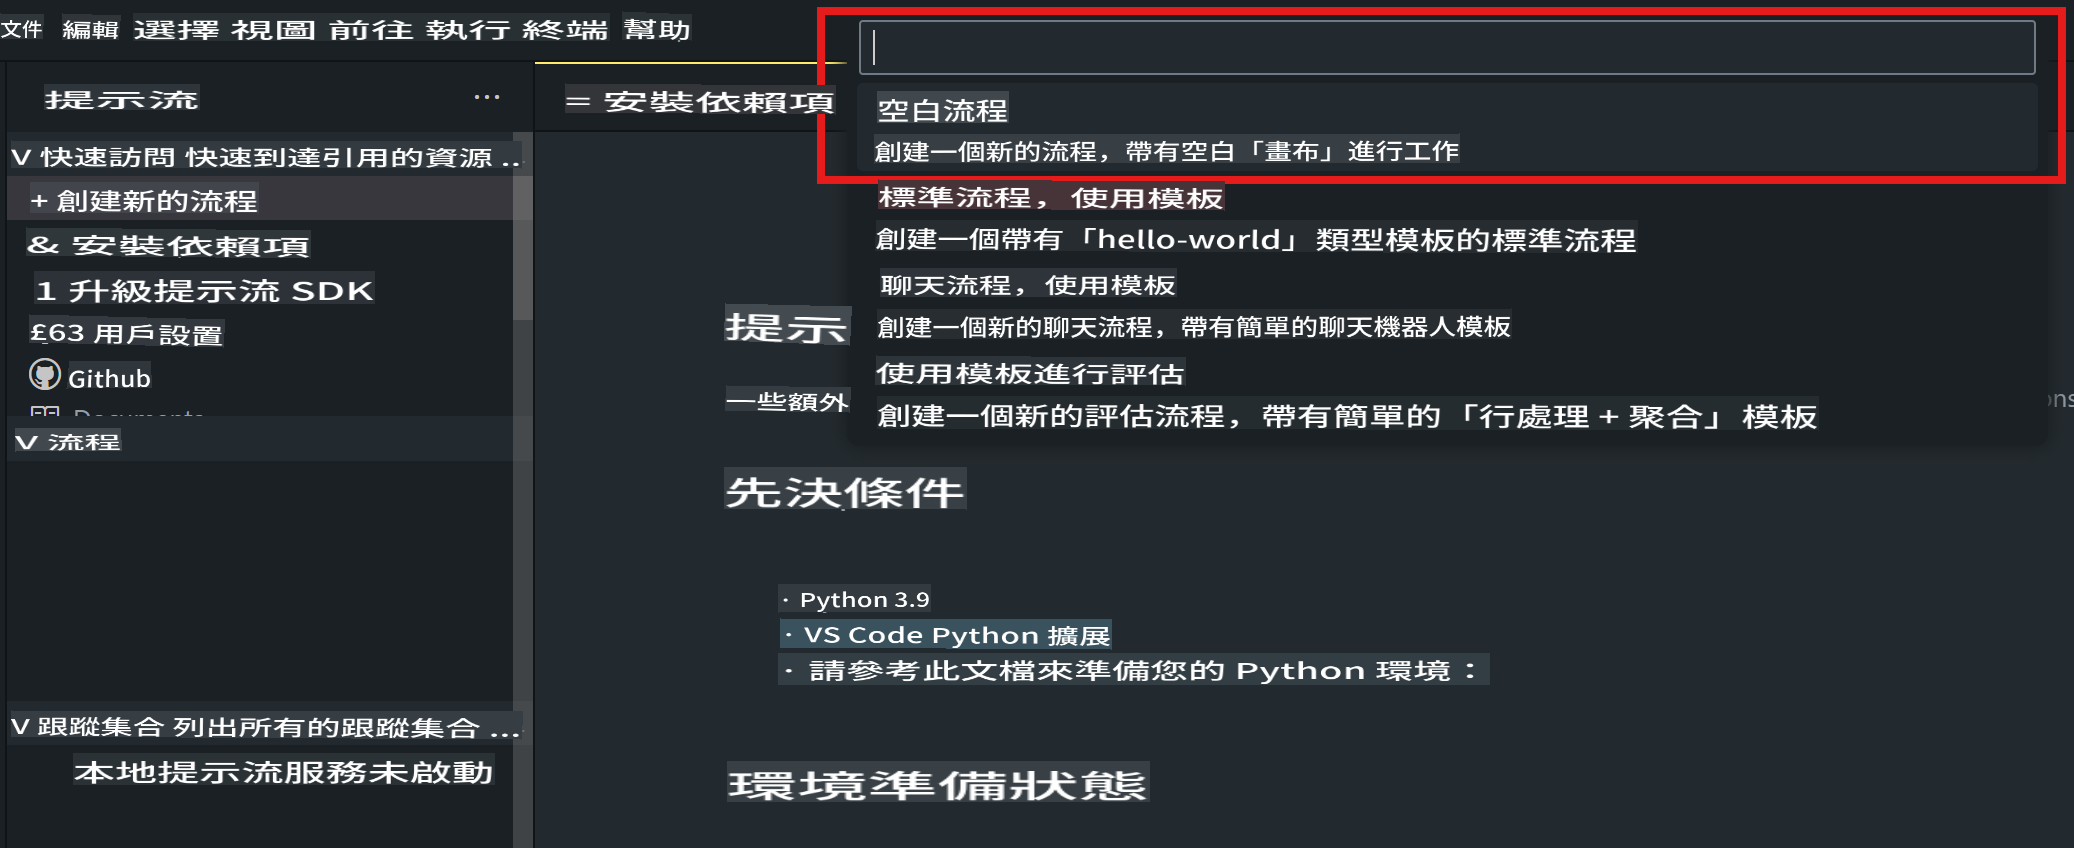 文件 編輯 選擇 視圖 前往 執行 終端 幫助
提示流 ...
V 快速訪問 快速到達引用的資源 ...
+ 創建新的流程
& 安裝依賴項
1 升級提示流 SDK
£63 用戶設置
Github
V 流程
V 跟蹤集合 列出所有的跟蹤集合 ...
本地提示流服務未啟動
= 安裝依賴項
空白流程
創建一個新的流程，帶有空白「畫布」進行工作
標準流程，使用模板
創建一個帶有「hello-world」類型模板的標準流程
聊天流程，使用模板
創建一個新的聊天流程，帶有簡單的聊天機器人模板
使用模板進行評估
創建一個新的評估流程，帶有簡單的「行處理 + 聚合」模板
提示
一些額外
先決條件
· Python 3.9
· VS Code Python 擴展
· 請參考此文檔來準備您的 Python 環境：
環境準備狀態